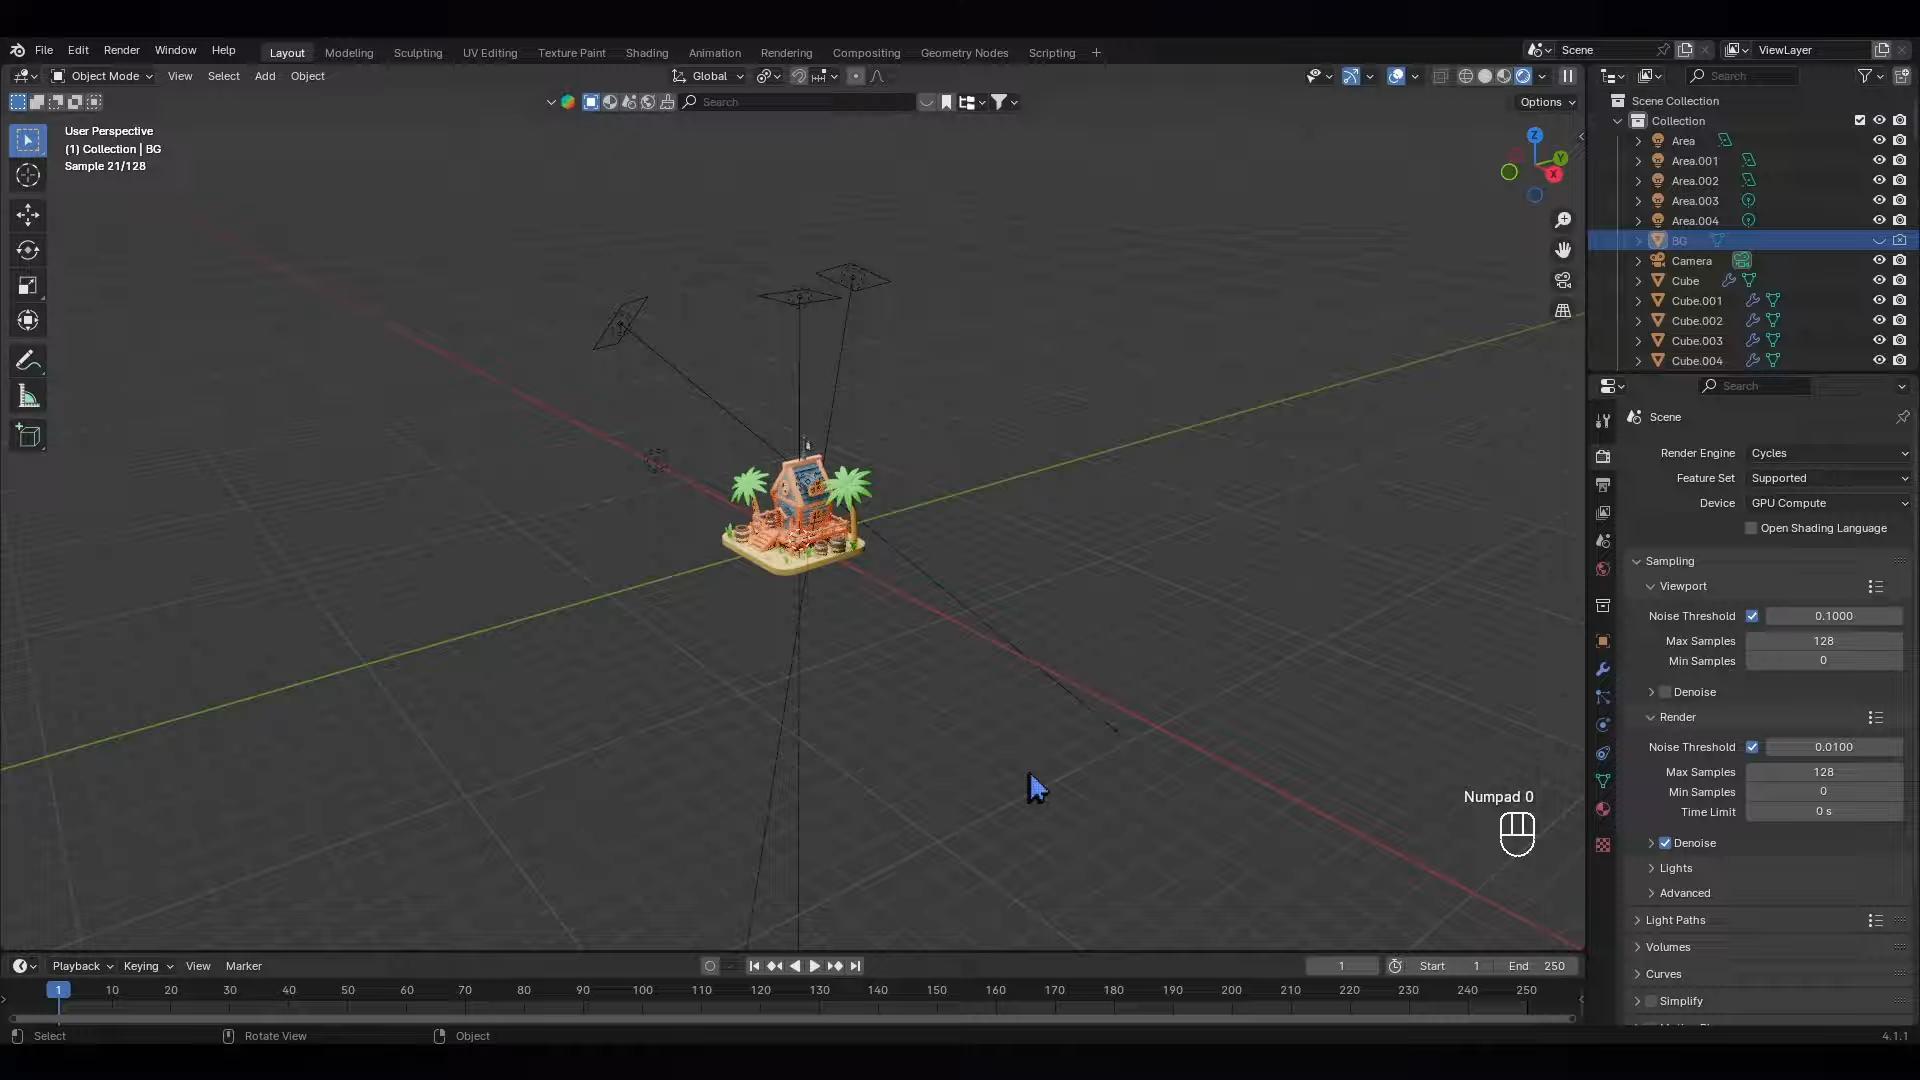 File Edit Render Window Help Layout Modeling Sculpting UV Editing Texture Paint Shading Animation Rendering Compositing Geometry Nodes Scripting + Scene ViewLayer
Object Mode View Select Add Object Global Search
Search Options
User Perspective
(1) Collection | BG
Sample 21/128
Z
Y
X
Scene Collection
Collection
Area
Area.001
Area.002
Area.003
Area.004
BG
Camera
Cube
Cube.001
Cube.002
Cube.003
Cube.004
Search
Scene
Render Engine Cycles
Feature Set Supported
Device GPU Compute
Open Shading Language
Sampling
Viewport
Noise Threshold 0.1000
Max Samples 128
Min Samples 0
Denoise
Render
Noise Threshold 0.0100
Max Samples 128
Min Samples 0
Time Limit 0 s
Denoise
Lights
Advanced
Light Paths
Volumes
Curves
Simplify
Numpad 0
Playback Keying View Marker 1 Start 1 End 250
1 10 20 30 40 50 60 70 80 90 100 110 120 130 140 150 160 170 180 190 200 210 220 230 240 250
Select Rotate View Object 4.1.1